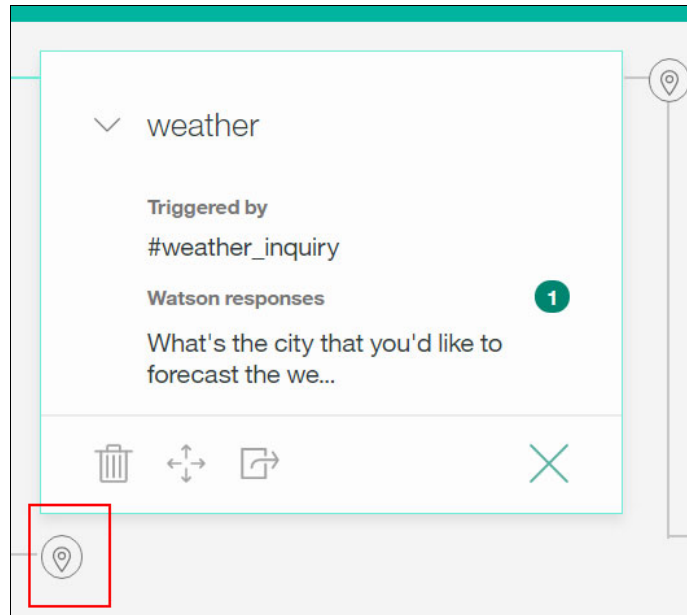 weather
Triggered by
#weather_inquiry
Watson responses
1
What's the city that you'd like to
forecast the we...